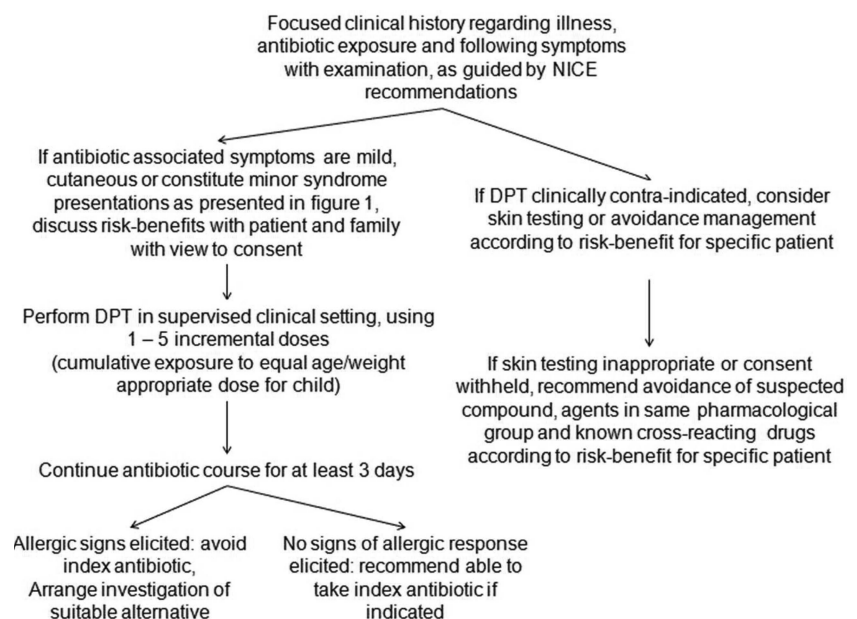 Focused clinical history regarding illness,
antibiotic exposure and following symptoms
with examination, as guided by NICE
recommendations
If antibiotic associated symptoms are mild,
cutaneous or constitute minor syndrome
presentations as presented in figure 1,
discuss risk-benefits with patient and family
with view to consent
If DPT clinically contra-indicated, consider
skin testing or avoidance management
according to risk-benefit for specific patient
Perform DPT in supervised clinical setting, using
1 – 5 incremental doses
(cumulative exposure to equal age/weight
appropriate dose for child)
If skin testing inappropriate or consent
withheld, recommend avoidance of suspected
compound, agents in same pharmacological
group and known cross-reacting drugs
according to risk-benefit for specific patient
Continue antibiotic course for at least 3 days
Allergic signs elicited: avoid
index antibiotic,
Arrange investigation of
suitable alternative
No signs of allergic response
elicited: recommend able to
take index antibiotic if
indicated